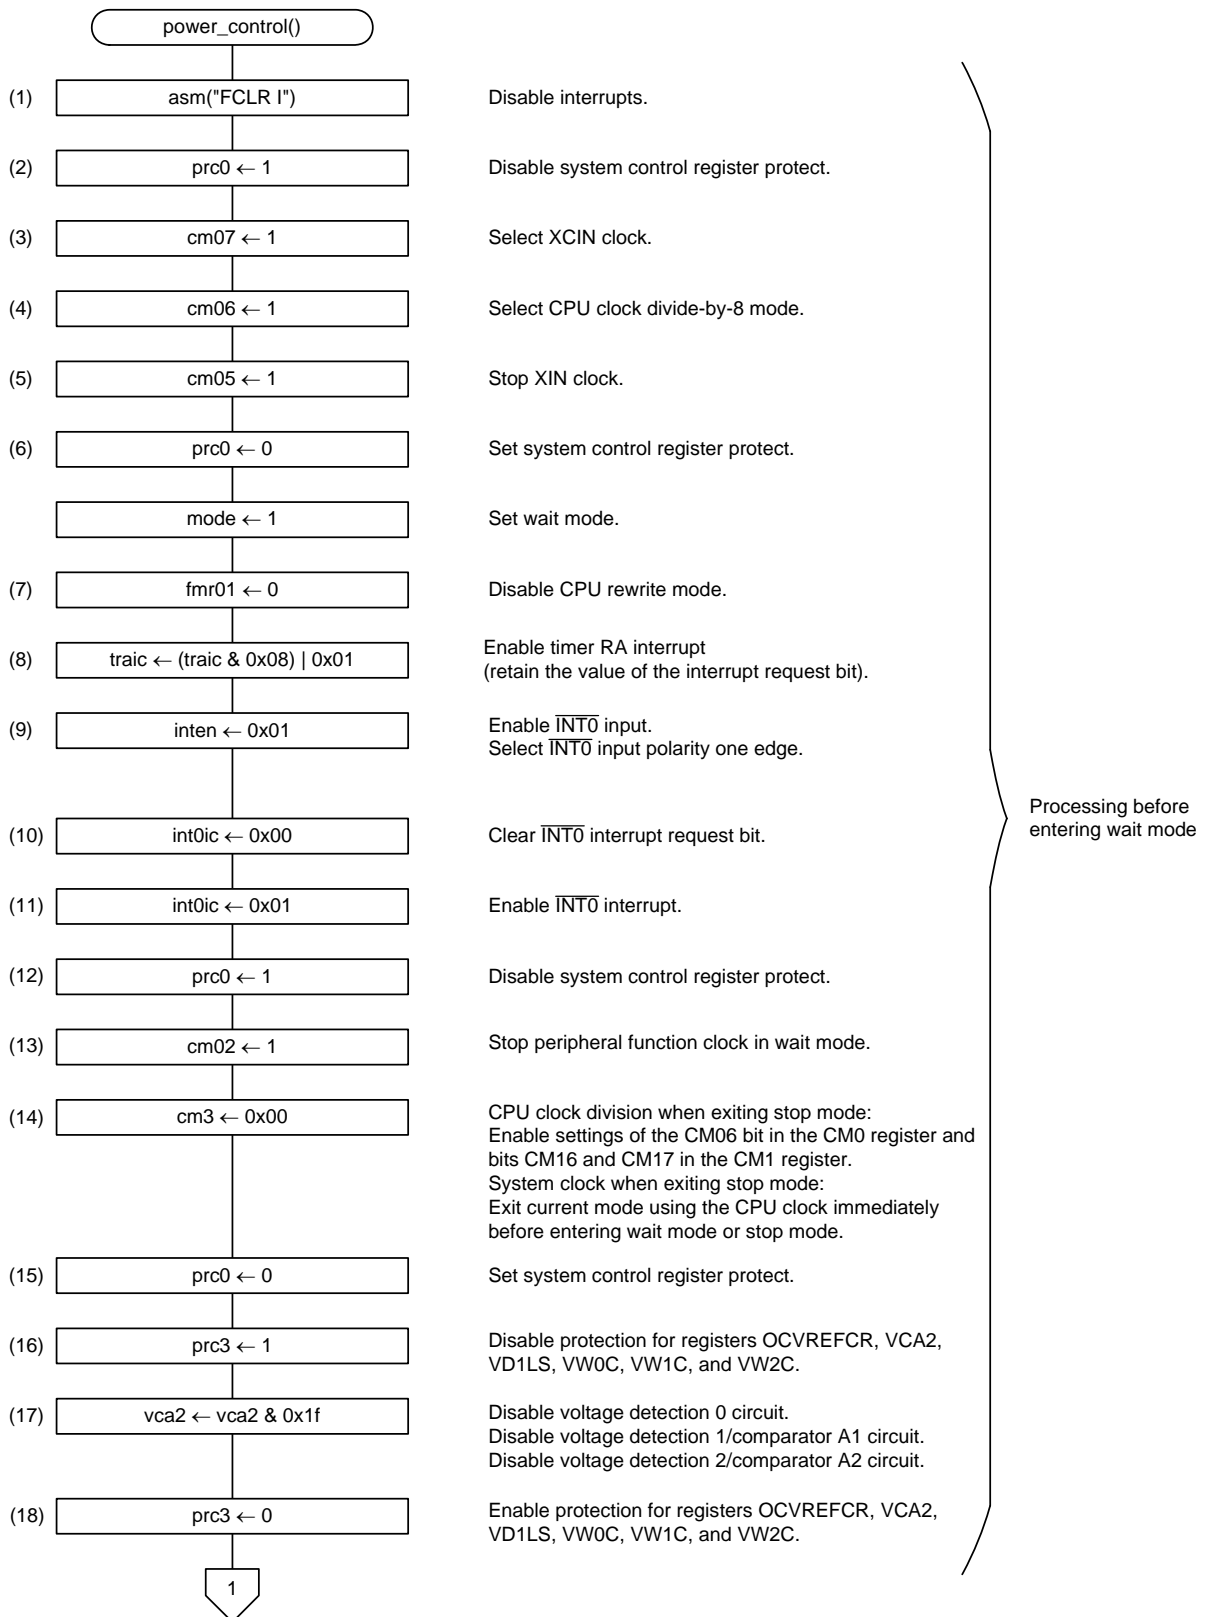 power_control()
(1) asm("FCLR I") Disable interrupts.
(2) prc0 ← 1 Disable system control register protect.
(3) cm07 ← 1 Select XCIN clock.
(4) cm06 ← 1 Select CPU clock divide-by-8 mode.
(5) cm05 ← 1 Stop XIN clock.
(6) prc0 ← 0 Set system control register protect.
mode ← 1 Set wait mode.
(7) fmr01 ← 0 Disable CPU rewrite mode.
(8) traic ← (traic & 0x08) | 0x01 Enable timer RA interrupt
(retain the value of the interrupt request bit).
(9) inten ← 0x01 Enable INT0 input.
Select INT0 input polarity one edge.
Processing before
entering wait mode
(10) int0ic ← 0x00 Clear INT0 interrupt request bit.
(11) int0ic ← 0x01 Enable INT0 interrupt.
(12) prc0 ← 1 Disable system control register protect.
(13) cm02 ← 1 Stop peripheral function clock in wait mode.
(14) cm3 ← 0x00 CPU clock division when exiting stop mode:
Enable settings of the CM06 bit in the CM0 register and
bits CM16 and CM17 in the CM1 register.
System clock when exiting stop mode:
Exit current mode using the CPU clock immediately
before entering wait mode or stop mode.
(15) prc0 ← 0 Set system control register protect.
(16) prc3 ← 1 Disable protection for registers OCVREFCR, VCA2,
VD1LS, VW0C, VW1C, and VW2C.
(17) vca2 ← vca2 & 0x1f Disable voltage detection 0 circuit.
Disable voltage detection 1/comparator A1 circuit.
Disable voltage detection 2/comparator A2 circuit.
(18) prc3 ← 0 Enable protection for registers OCVREFCR, VCA2,
VD1LS, VW0C, VW1C, and VW2C.
1